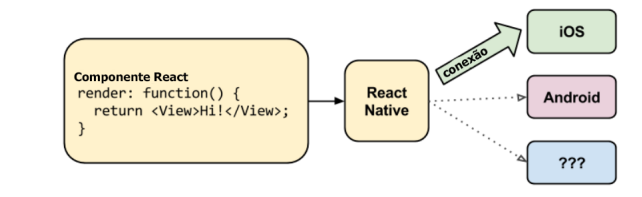 Componente React
render: function() {
return <View>Hi!</View>;
}
React
Native
conexão
iOS
Android
???